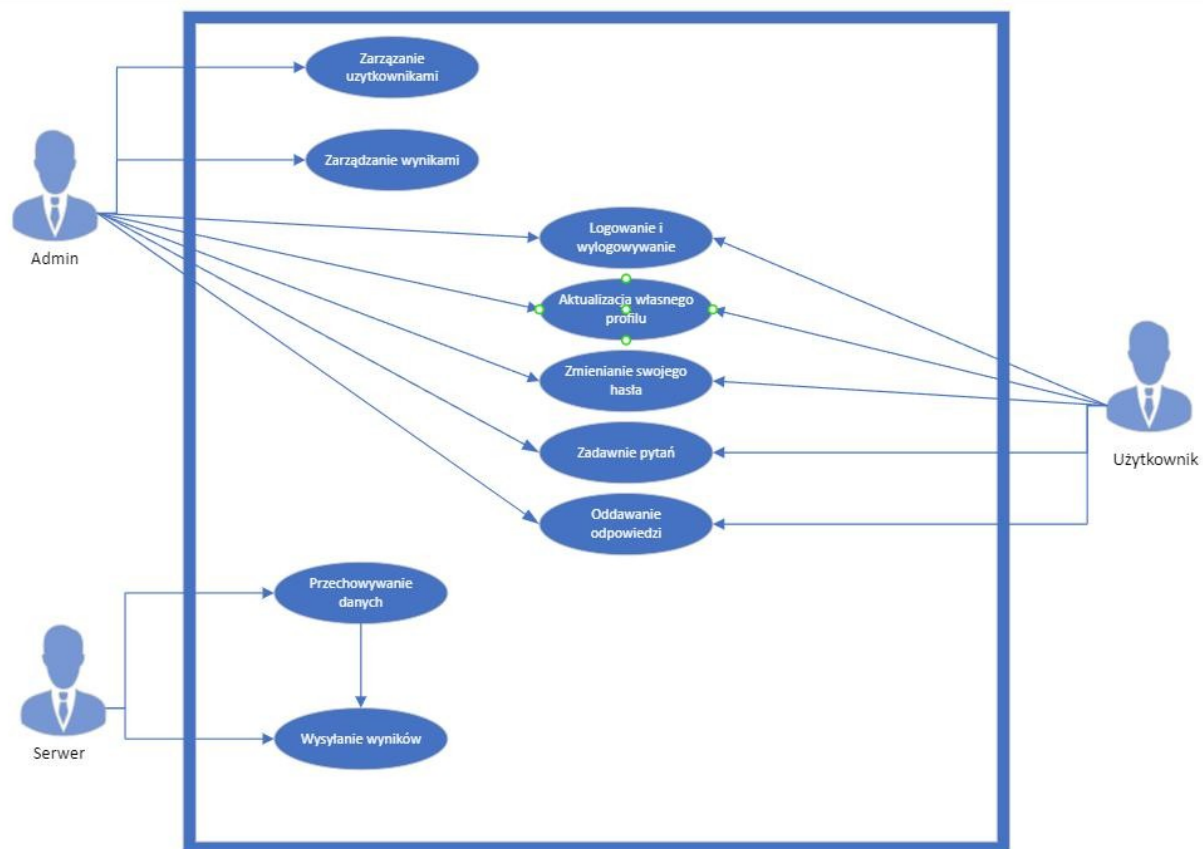 Zarzązanie
uzytkownikami
Zarządzanie wynikami
Admin
Logowanie i
wylogowywanie
Aktualizacja własnego
profilu
Zmienianie swojego
hasła
Zadawnie pytań
Użytkownik
Oddawanie
odpowiedzi
Przechowywanie
danych
Wysyłanie wyników
Serwer